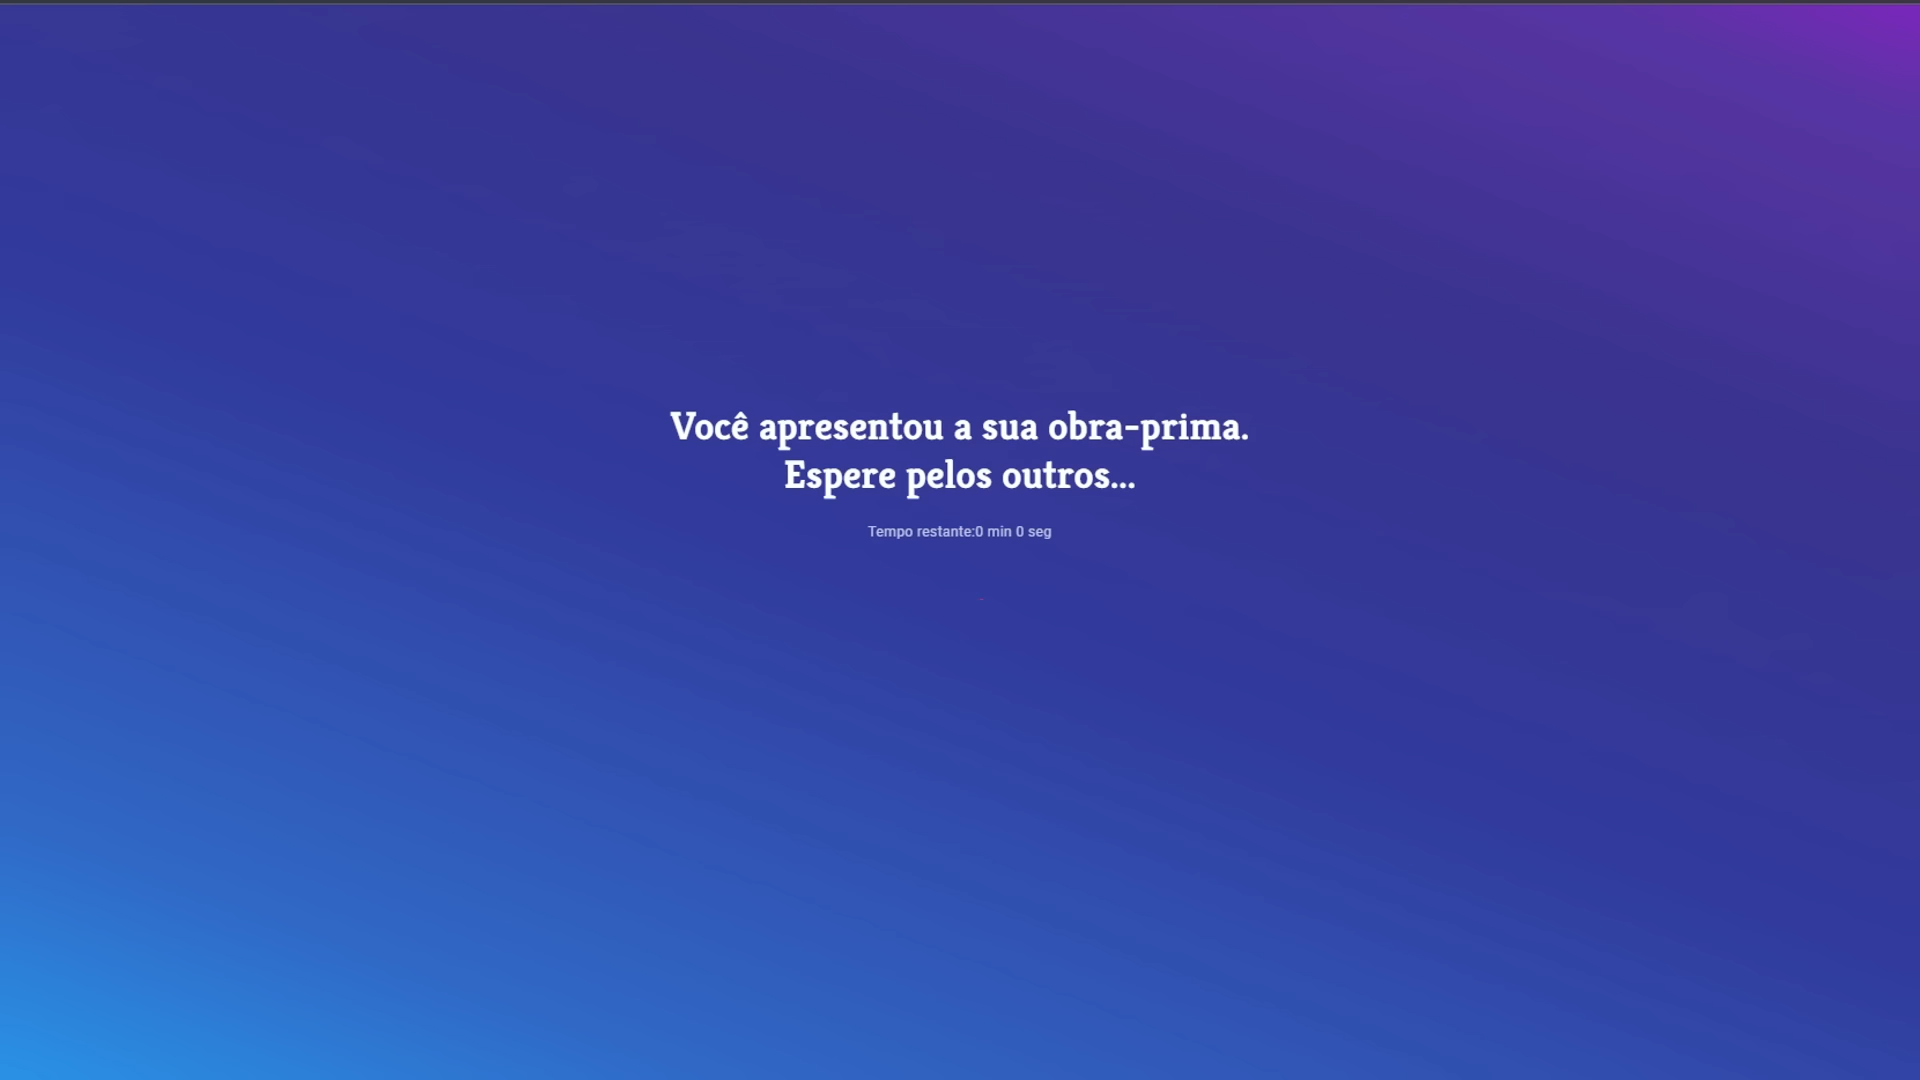 Você apresentou a sua obra-prima.
Espere pelos outros...
Tempo restante:0 min 0 seg